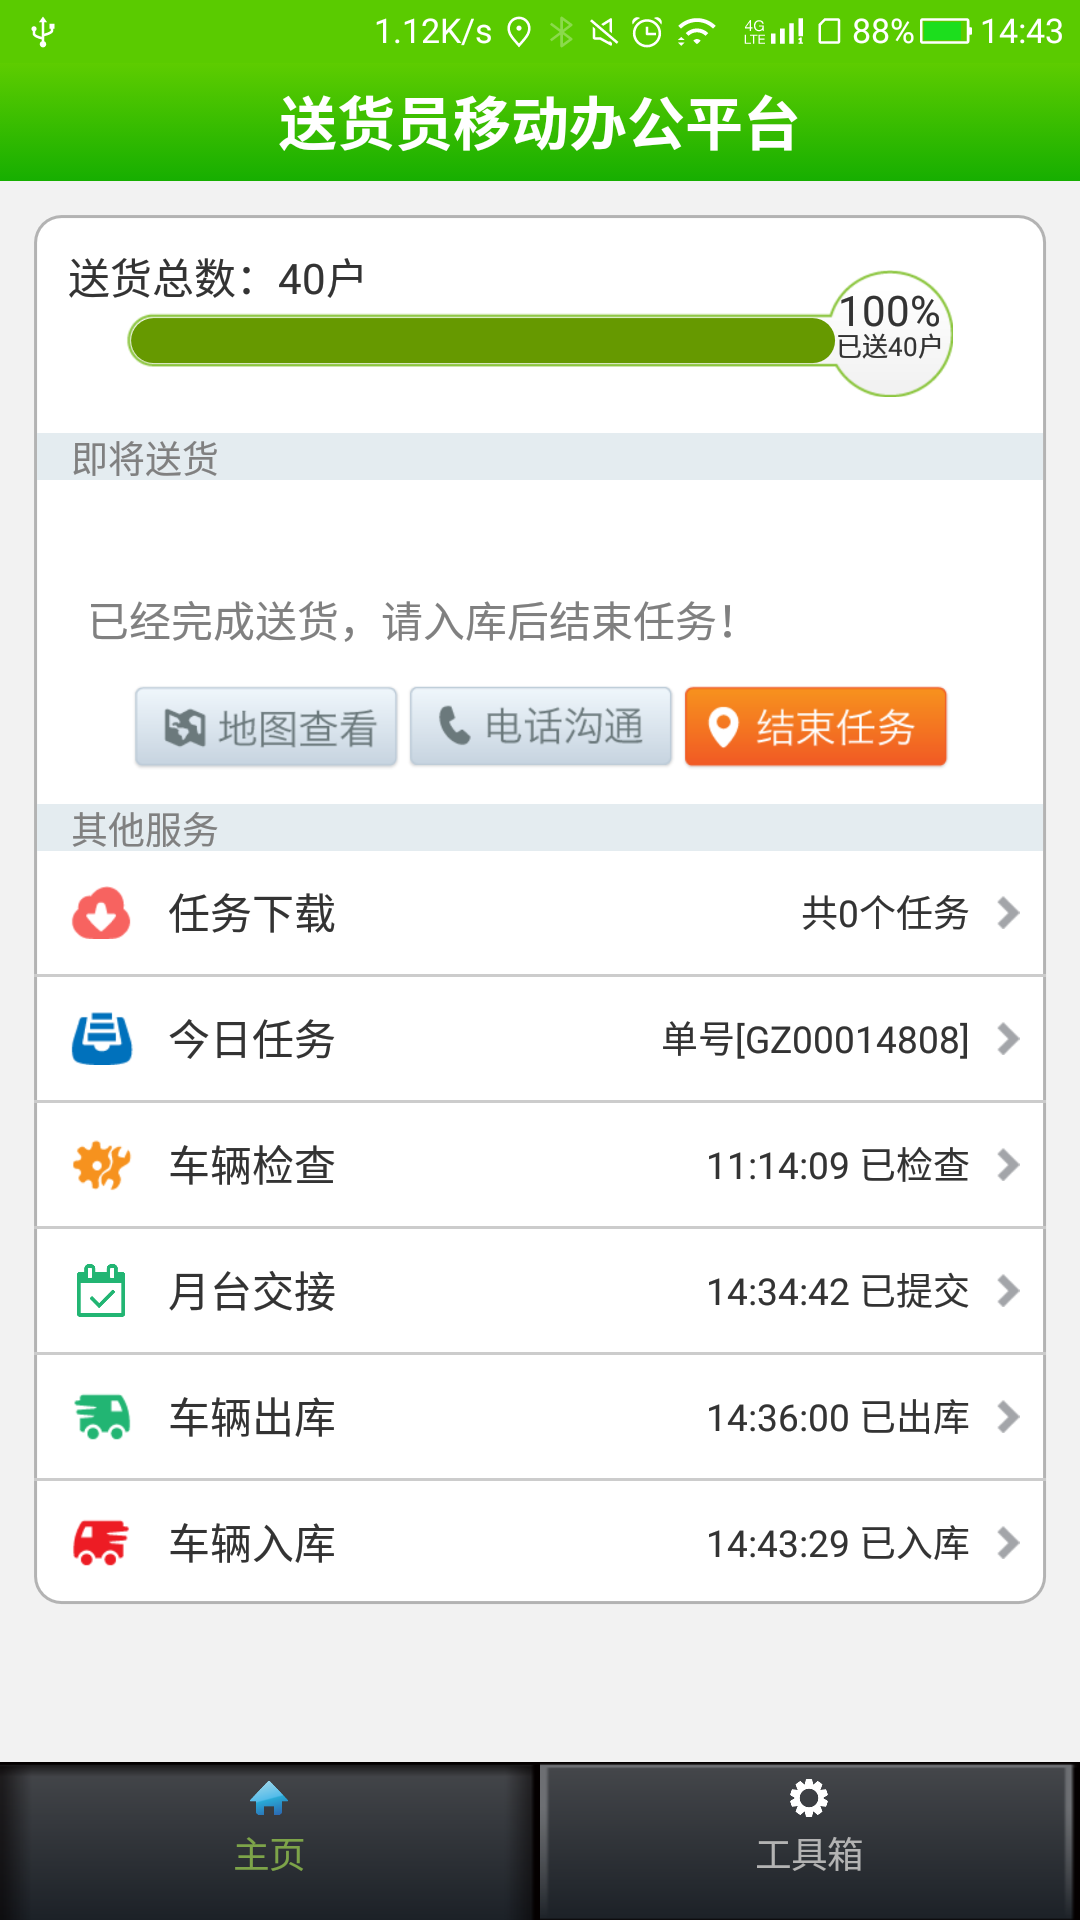 1.12K/s 4G LTE 88% 14:43
送货员移动办公平台
送货总数：40户
100%
已送40户
即将送货
已经完成送货，请入库后结束任务！
地图查看 电话沟通 结束任务
其他服务
任务下载 共0个任务
今日任务 单号[GZ00014808]
车辆检查 11:14:09 已检查
月台交接 14:34:42 已提交
车辆出库 14:36:00 已出库
车辆入库 14:43:29 已入库
主页 工具箱